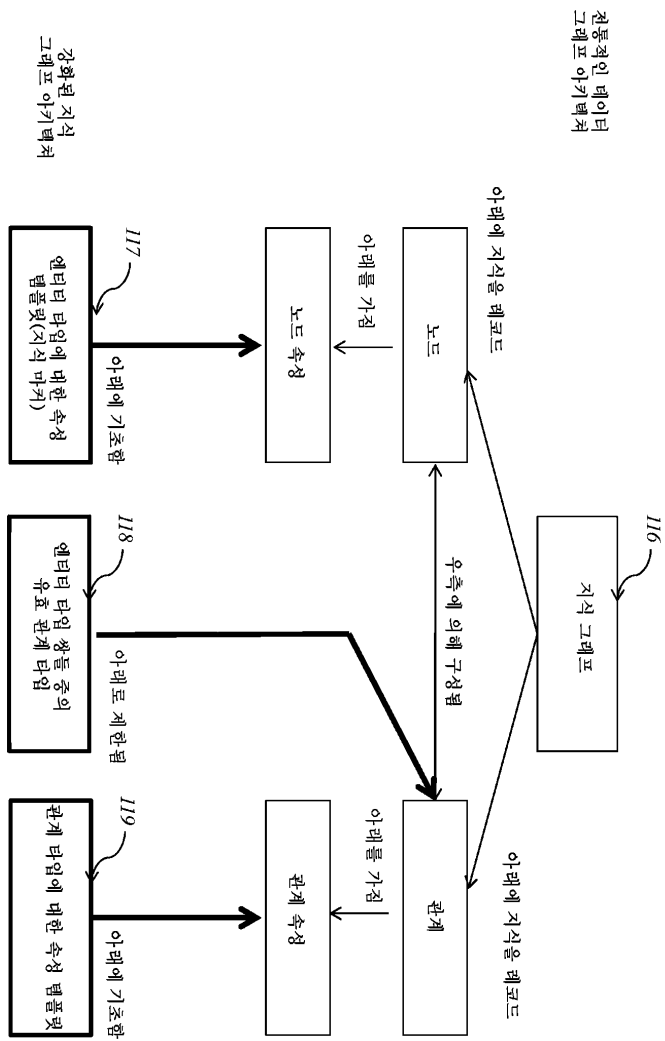 전통적인 데이터
그래프 아키텍처
116
지식 그래프
아래에 지식을 레코드
아래에 지식을 레코드
노드
우측에 의해 구성됨
관계
아래를 가짐
아래를 가짐
노드 속성
관계 속성
강화된 지식
그래프 아키텍처
117
아래에 기초함
118
아래로 제한됨
119
아래에 기초함
엔티티 타입에 대한 속성
템플릿(지식 마커)
엔티티 타입 쌍들 중의
유효 관계 타입
관계 타입에 대한 속성 템플릿